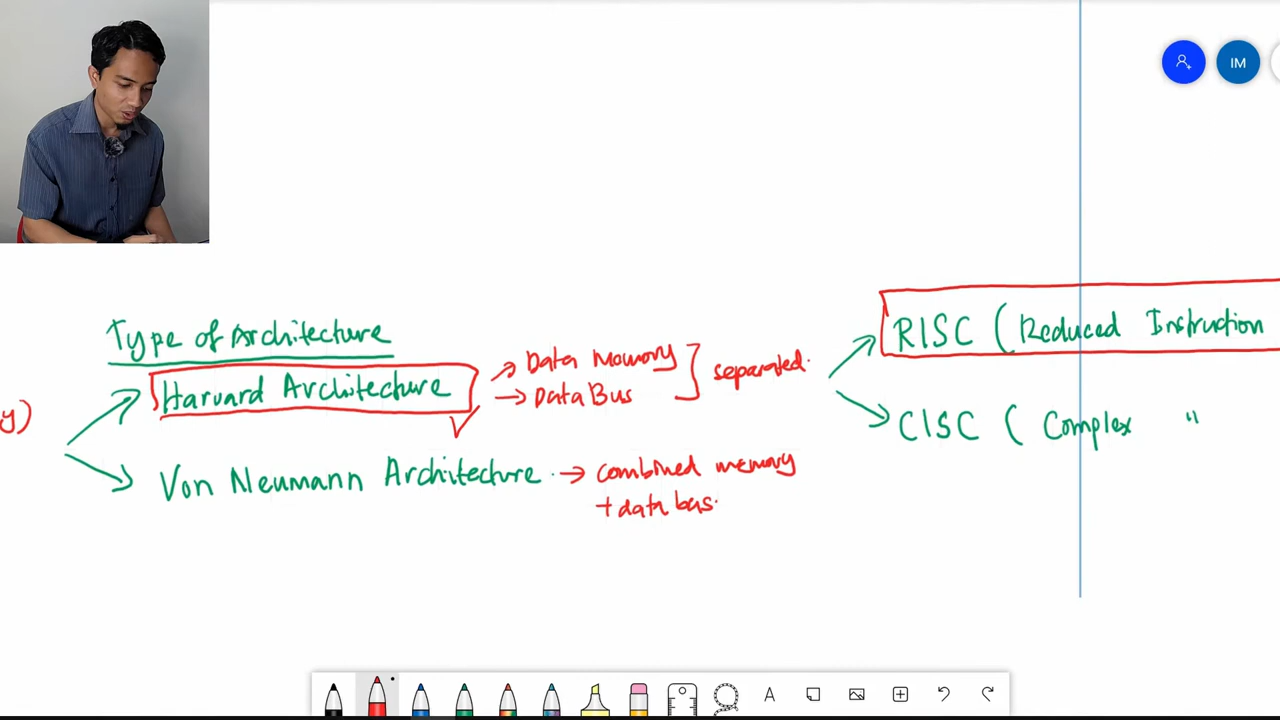 IM
Type of Architecture
Harvard Architecture
Data Memory
Data Bus
separated.
y)
Von Neumann Architecture
combined memory
+ data bus.
RISC (Reduced Instruction
CISC ( Complex "
A